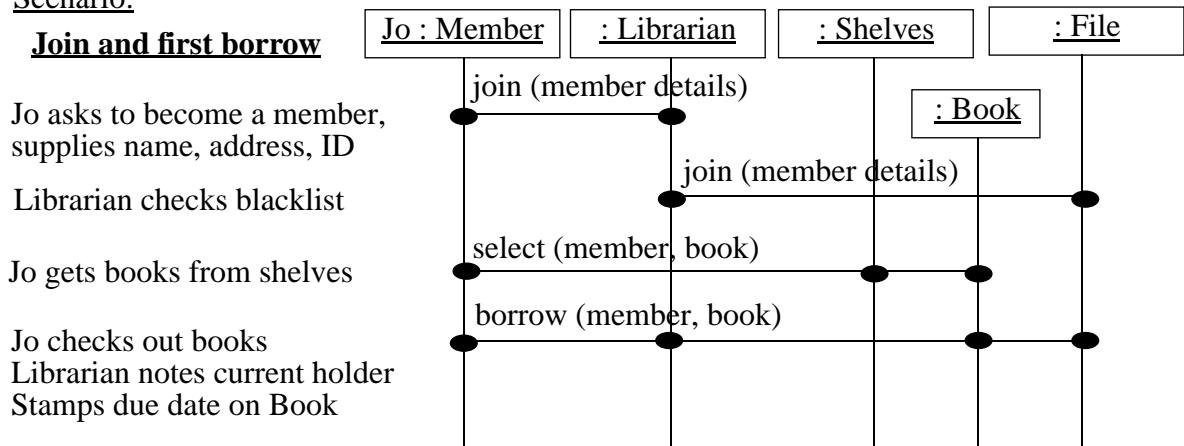 Scenario:
Join and first borrow
Jo : Member
: Librarian
: Shelves
: File
: Book
join (member details)
Jo asks to become a member,
supplies name, address, ID
join (member details)
Librarian checks blacklist
select (member, book)
Jo gets books from shelves
borrow (member, book)
Jo checks out books
Librarian notes current holder
Stamps due date on Book